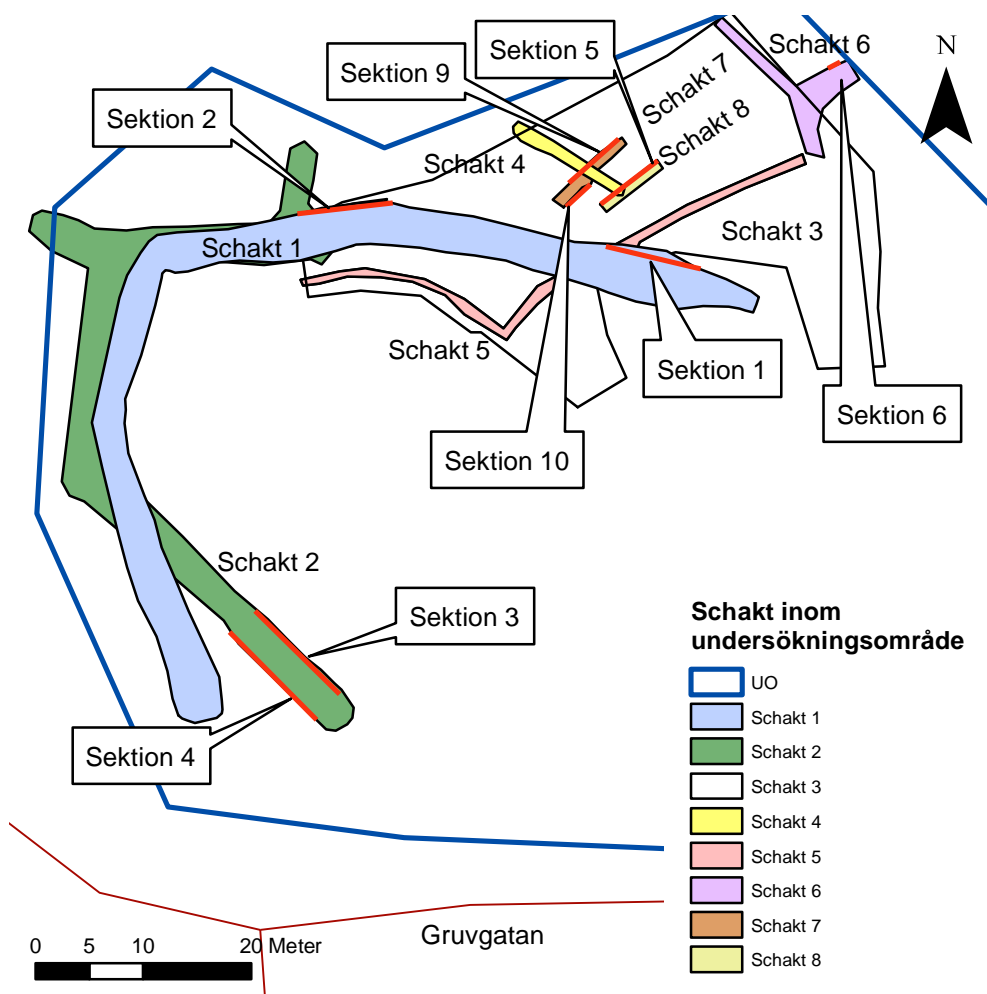 Sektion 5
Schakt 6
N
Sektion 9
Schakt 7
Sektion 2
Schakt 8
Schakt 4
Schakt 1
Schakt 3
Schakt 5
Sektion 1
Sektion 6
Sektion 10
Schakt 2
Sektion 3
Sektion 4
Schakt inom
undersökningsområde
UO
Schakt 1
Schakt 2
Schakt 3
Schakt 4
Schakt 5
Schakt 6
Schakt 7
Schakt 8
Gruvgatan
0 5 10 20 Meter